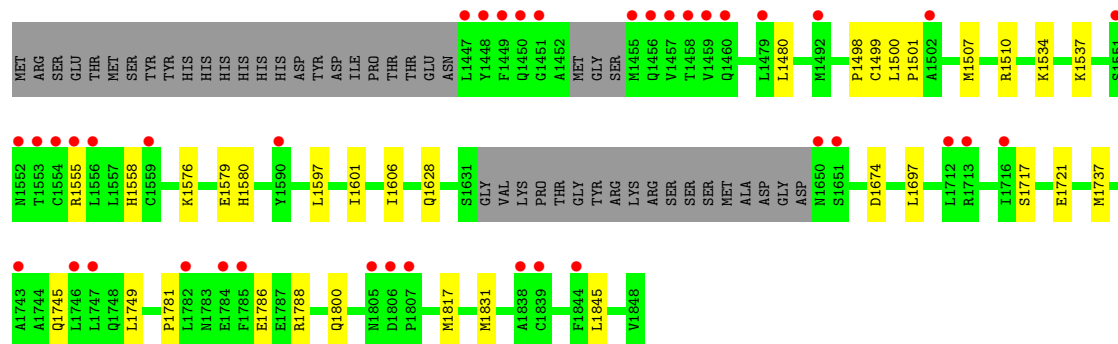 MET ARG SER GLU THR MET SER TYR TYR HIS HIS HIS HIS HIS HIS ASP TYR ASP ILE PRO THR THR GLU ASN L1447 Y1448 F1449 Q1450 G1451 A1452 MET GLY SER M1455 Q1456 V1457 T1458 V1459 Q1460 L1479 L1480 M1492 P1498 C1499 L1500 P1501 A1502 M1507 R1510 K1534 K1537 S1551
N1552 T1553 C1554 R1555 L1556 L1557 H1558 C1559 K1576 E1579 H1580 Y1590 L1597 I1601 I1606 Q1628 S1631 GLY VAL LYS PRO THR GLY TYR ARG LYS ARG SER SER SER MET ALA ASP GLY ASP N1650 S1651 D1674 L1697 L1712 R1713 I1716 S1717 E1721 M1737
A1743 A1744 Q1745 L1746 L1747 Q1748 L1749 P1781 L1782 N1783 E1784 F1785 E1786 E1787 R1788 Q1800 N1805 D1806 P1807 M1817 M1831 A1838 C1839 F1844 L1845 V1848